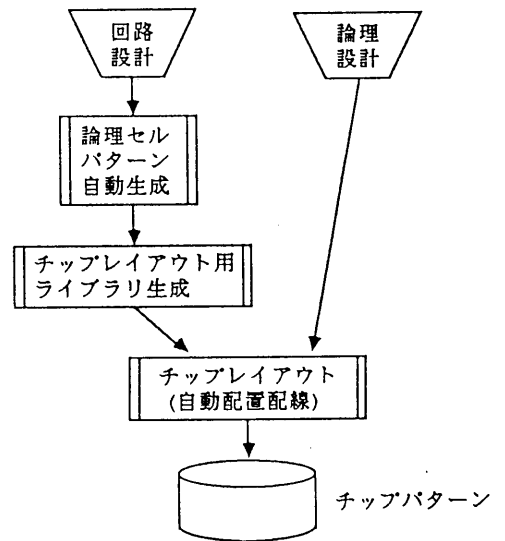 回路
設計
論理
設計
論理セル
パターン
自動生成
チップレイアウト用
ライブラリ生成
チップレイアウト
(自動配置配線)
チップパターン